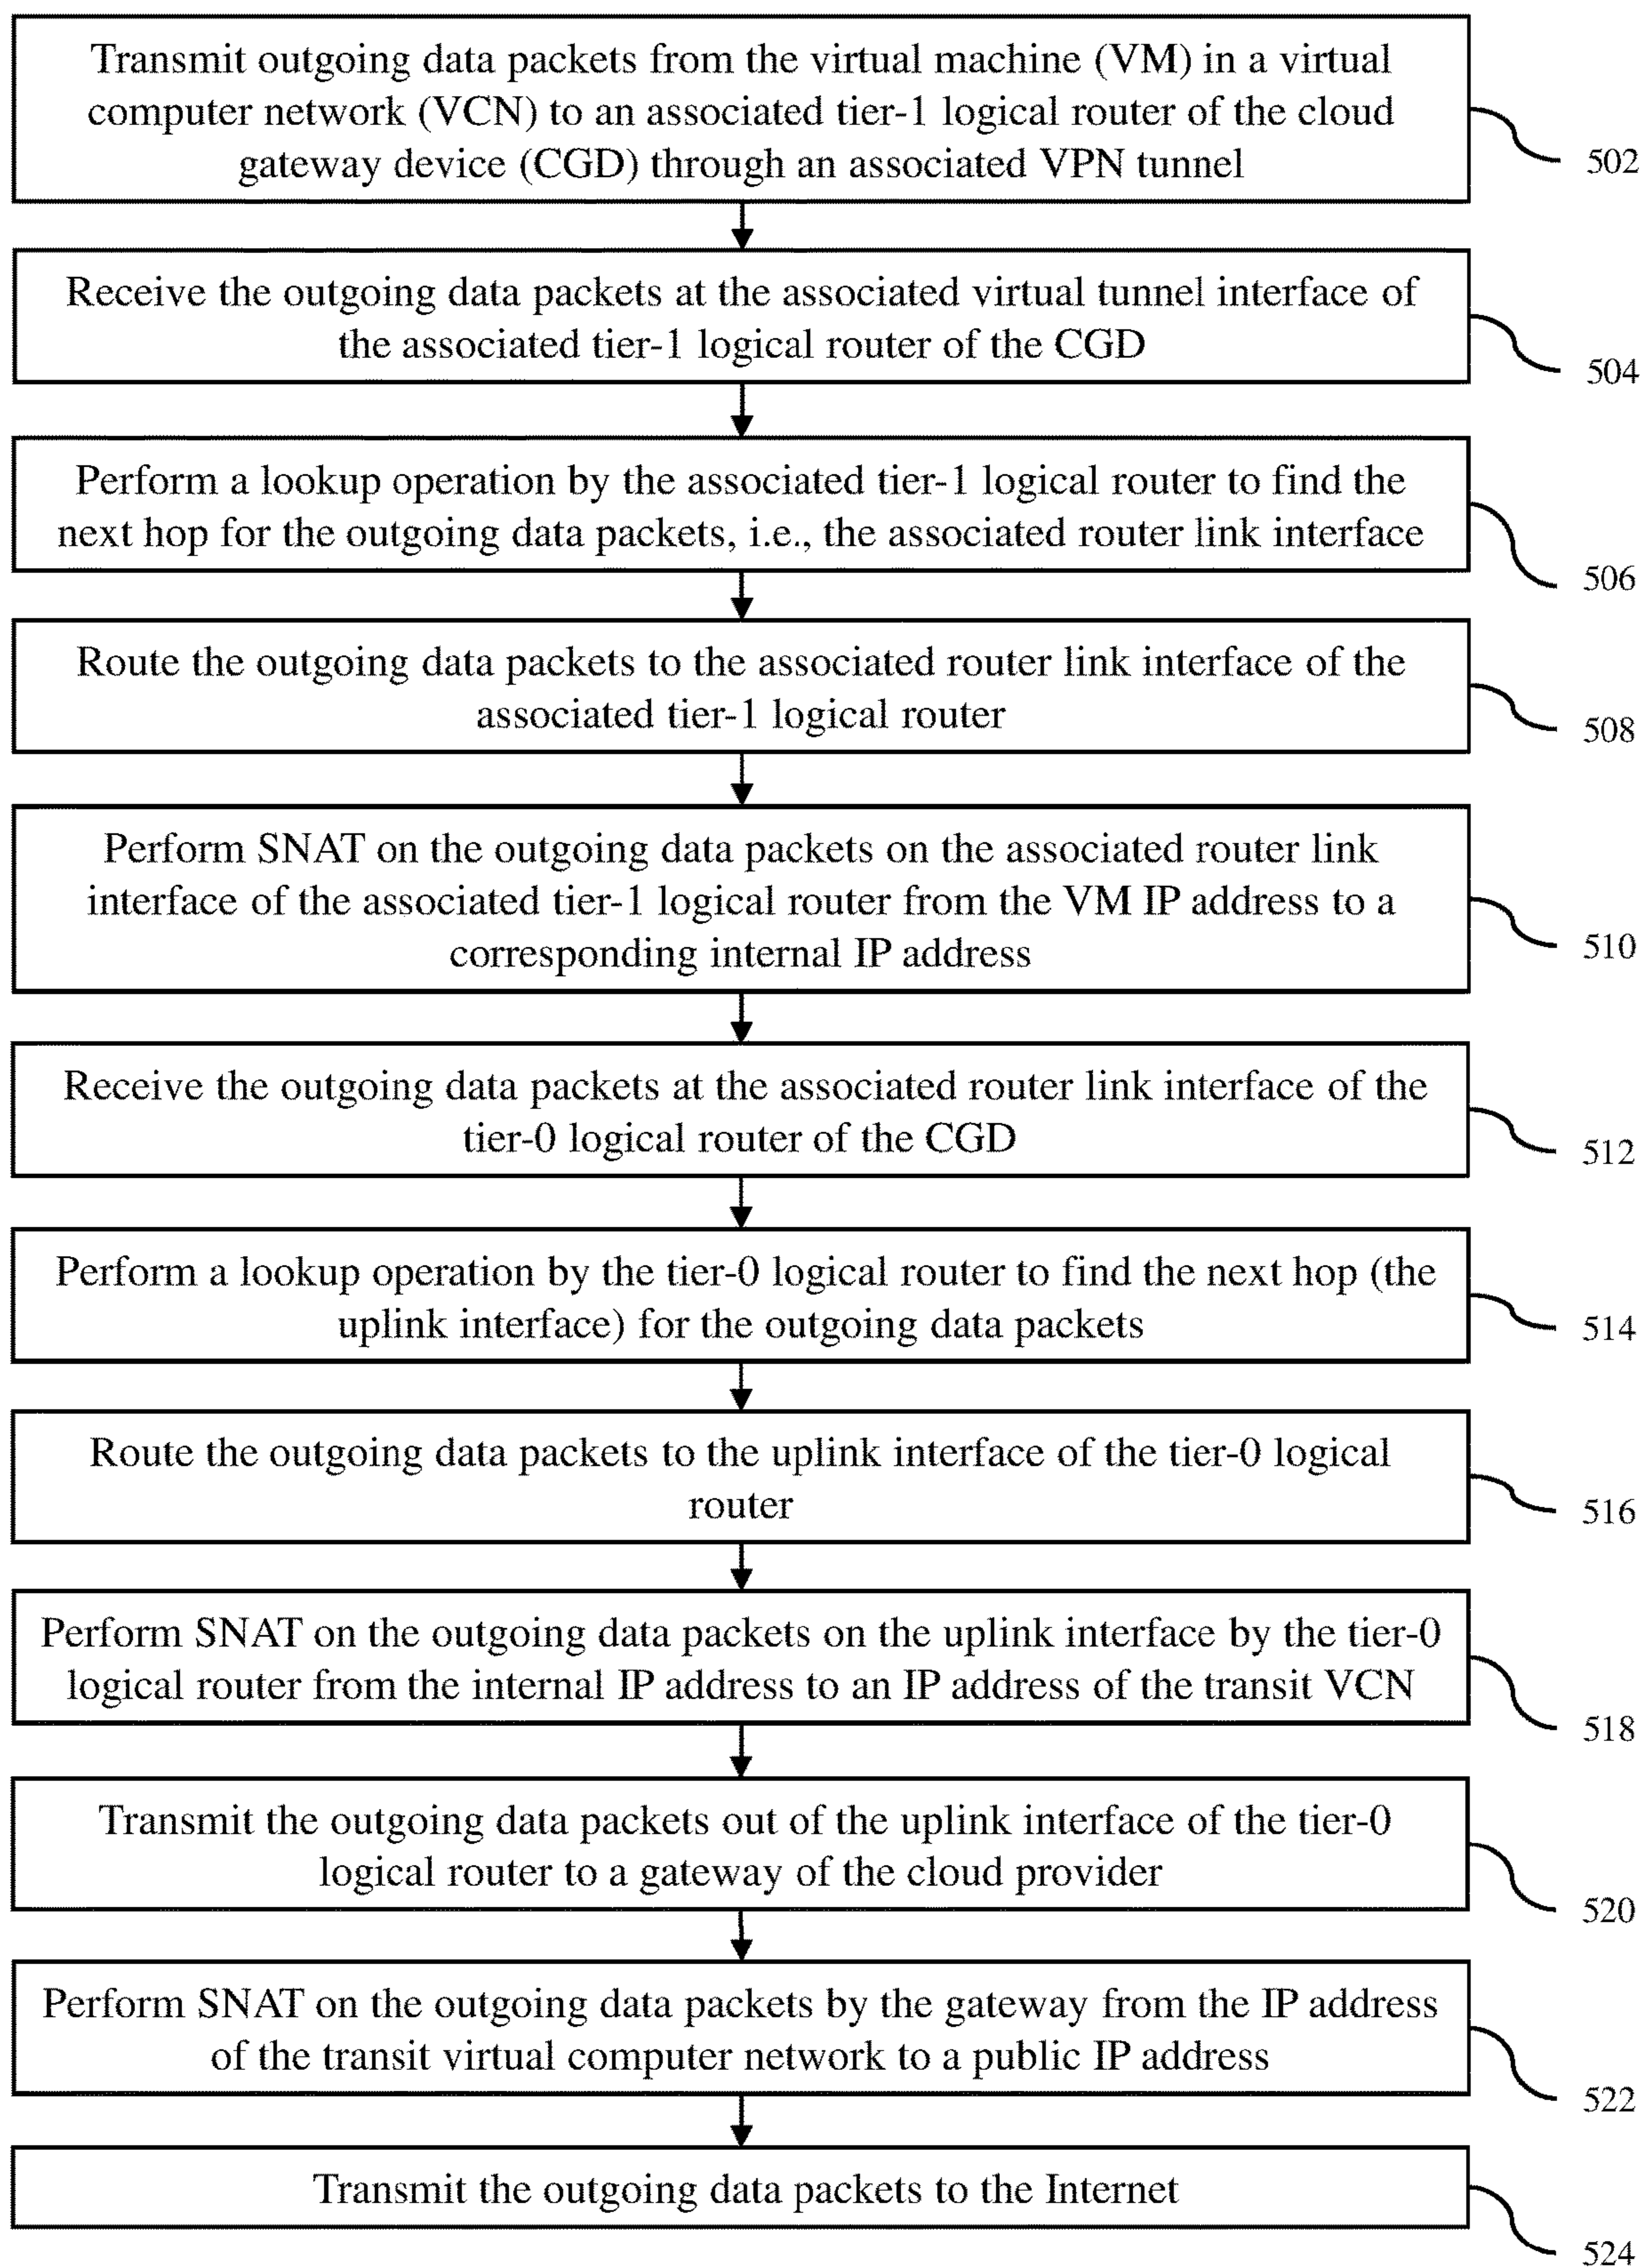 Transmit outgoing data packets from the virtual machine (VM) in a virtual
computer network (VCN) to an associated tier-1 logical router of the cloud
gateway device (CGD) through an associated VPN tunnel
502
Receive the outgoing data packets at the associated virtual tunnel interface of
the associated tier-1 logical router of the CGD
504
Perform a lookup operation by the associated tier-1 logical router to find the
next hop for the outgoing data packets, i.e., the associated router link interface
506
Route the outgoing data packets to the associated router link interface of the
associated tier-1 logical router
508
Perform SNAT on the outgoing data packets on the associated router link
interface of the associated tier-1 logical router from the VM IP address to a
corresponding internal IP address
510
Receive the outgoing data packets at the associated router link interface of the
tier-0 logical router of the CGD
512
Perform a lookup operation by the tier-0 logical router to find the next hop (the
uplink interface) for the outgoing data packets
514
Route the outgoing data packets to the uplink interface of the tier-0 logical
router
516
Perform SNAT on the outgoing data packets on the uplink interface by the tier-0
logical router from the internal IP address to an IP address of the transit VCN
518
Transmit the outgoing data packets out of the uplink interface of the tier-0
logical router to a gateway of the cloud provider
520
Perform SNAT on the outgoing data packets by the gateway from the IP address
of the transit virtual computer network to a public IP address
522
Transmit the outgoing data packets to the Internet
524